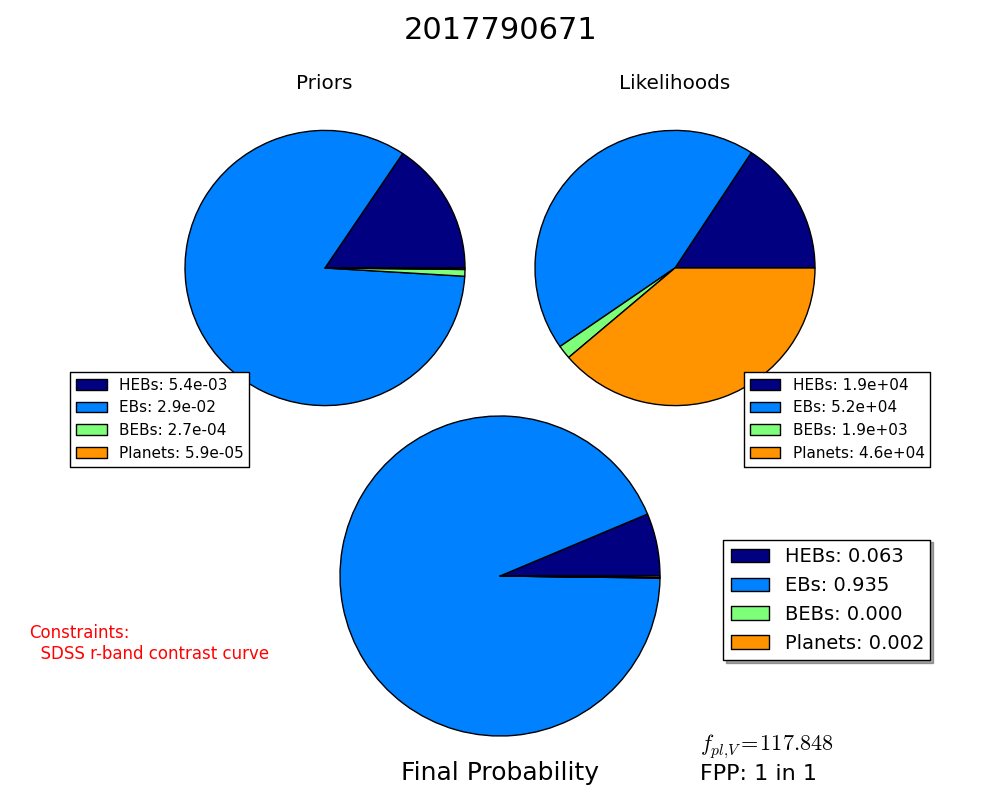 2017790671
Priors
Likelihoods
HEBs: 5.4e-03
EBs: 2.9e-02
BEBs: 2.7e-04
Planets: 5.9e-05
HEBs: 1.9e+04
EBs: 5.2e+04
BEBs: 1.9e+03
Planets: 4.6e+04
HEBs: 0.063
EBs: 0.935
BEBs: 0.000
Planets: 0.002
Constraints:
SDSS r-band contrast curve
f_{pl,V}=117.848
Final Probability
FPP: 1 in 1